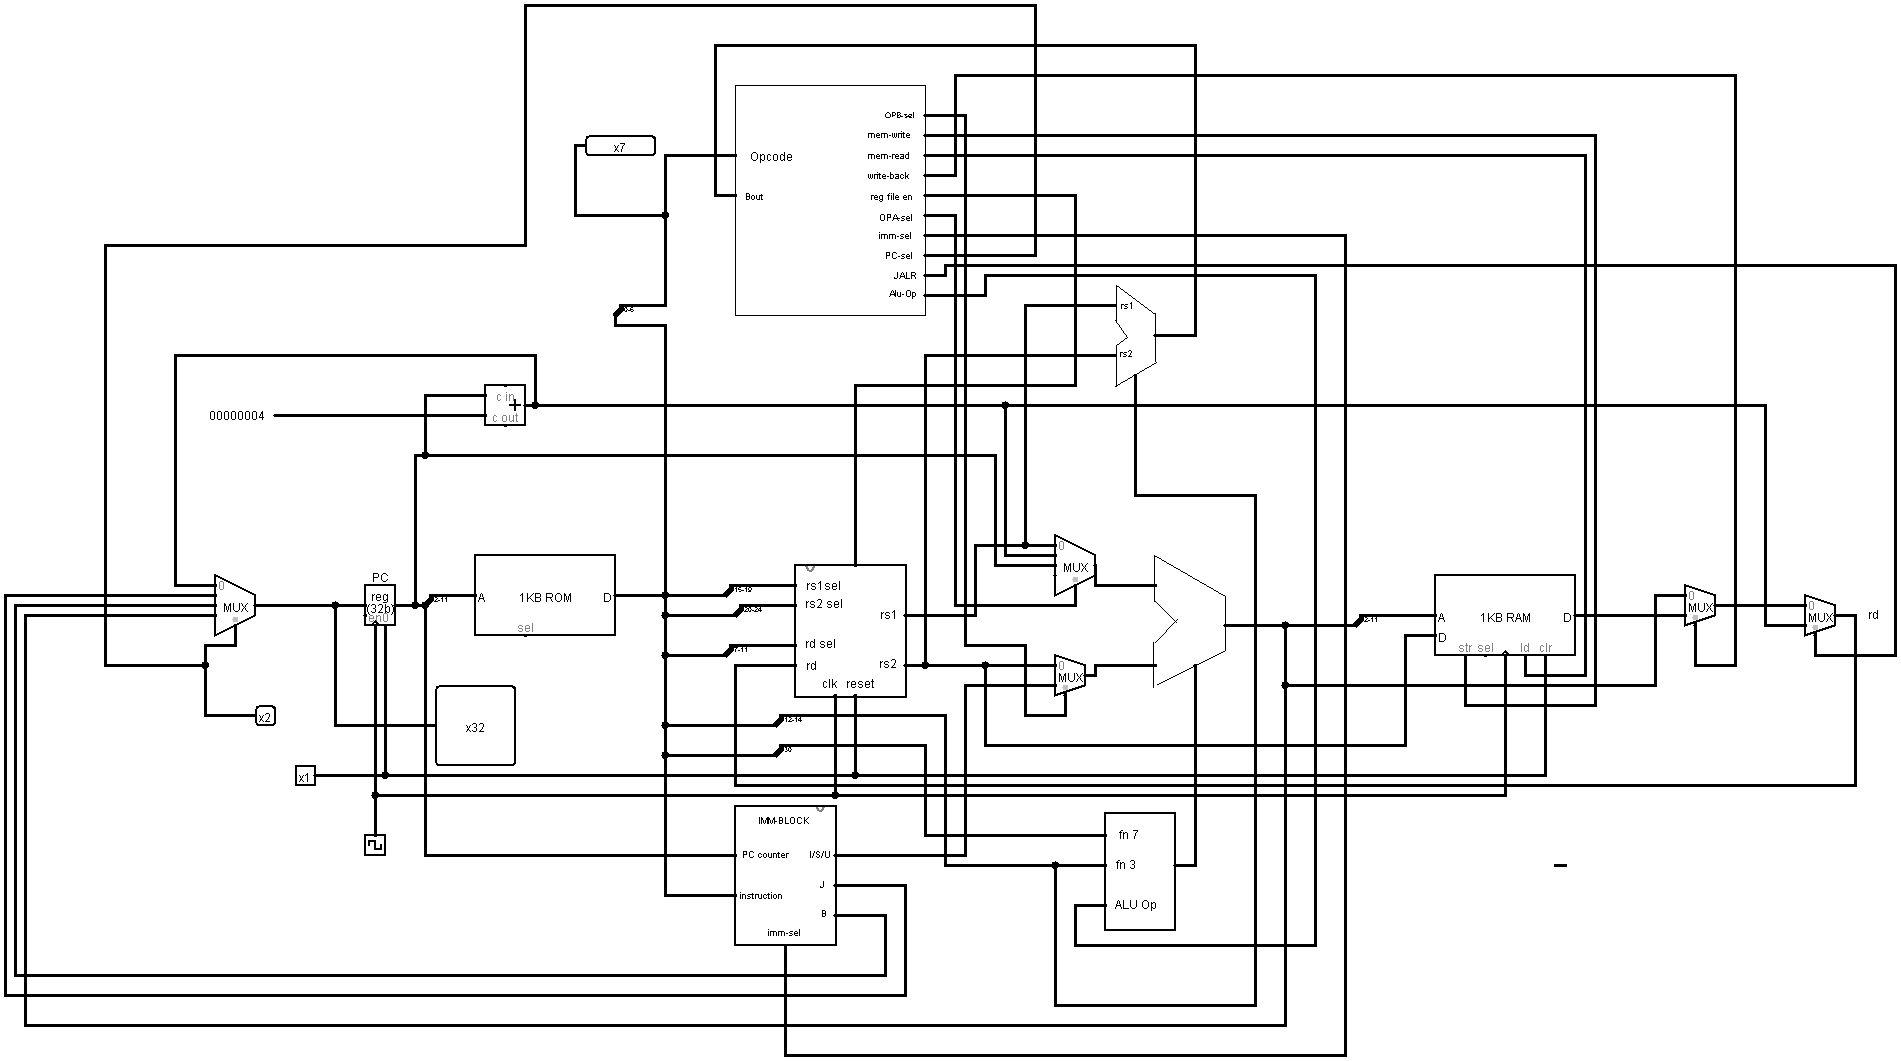 x7
Opcode
Bout
OPB-sel
mem-write
mem-read
write-back
reg file en
OPA-sel
imm-sel
PC-sel
JALR
Alu-Op
0-6
rs1
rs2
c in
+
c out
00000004
0
MUX
PC
reg
(32b)
en0
2-11
A
1KB ROM
D
sel
15-19
20-24
7-11
rs1 sel
rs2 sel
rd sel
rd
rs1
rs2
clk reset
0
MUX
0
MUX
2-11
A
D
1KB RAM
D
str sel
ld
clr
0
MUX
0
MUX
rd
x2
x32
12-14
30
x1
IMM-BLOCK
PC counter
I/S/U
J
instruction
B
imm-sel
fn 7
fn 3
ALU Op